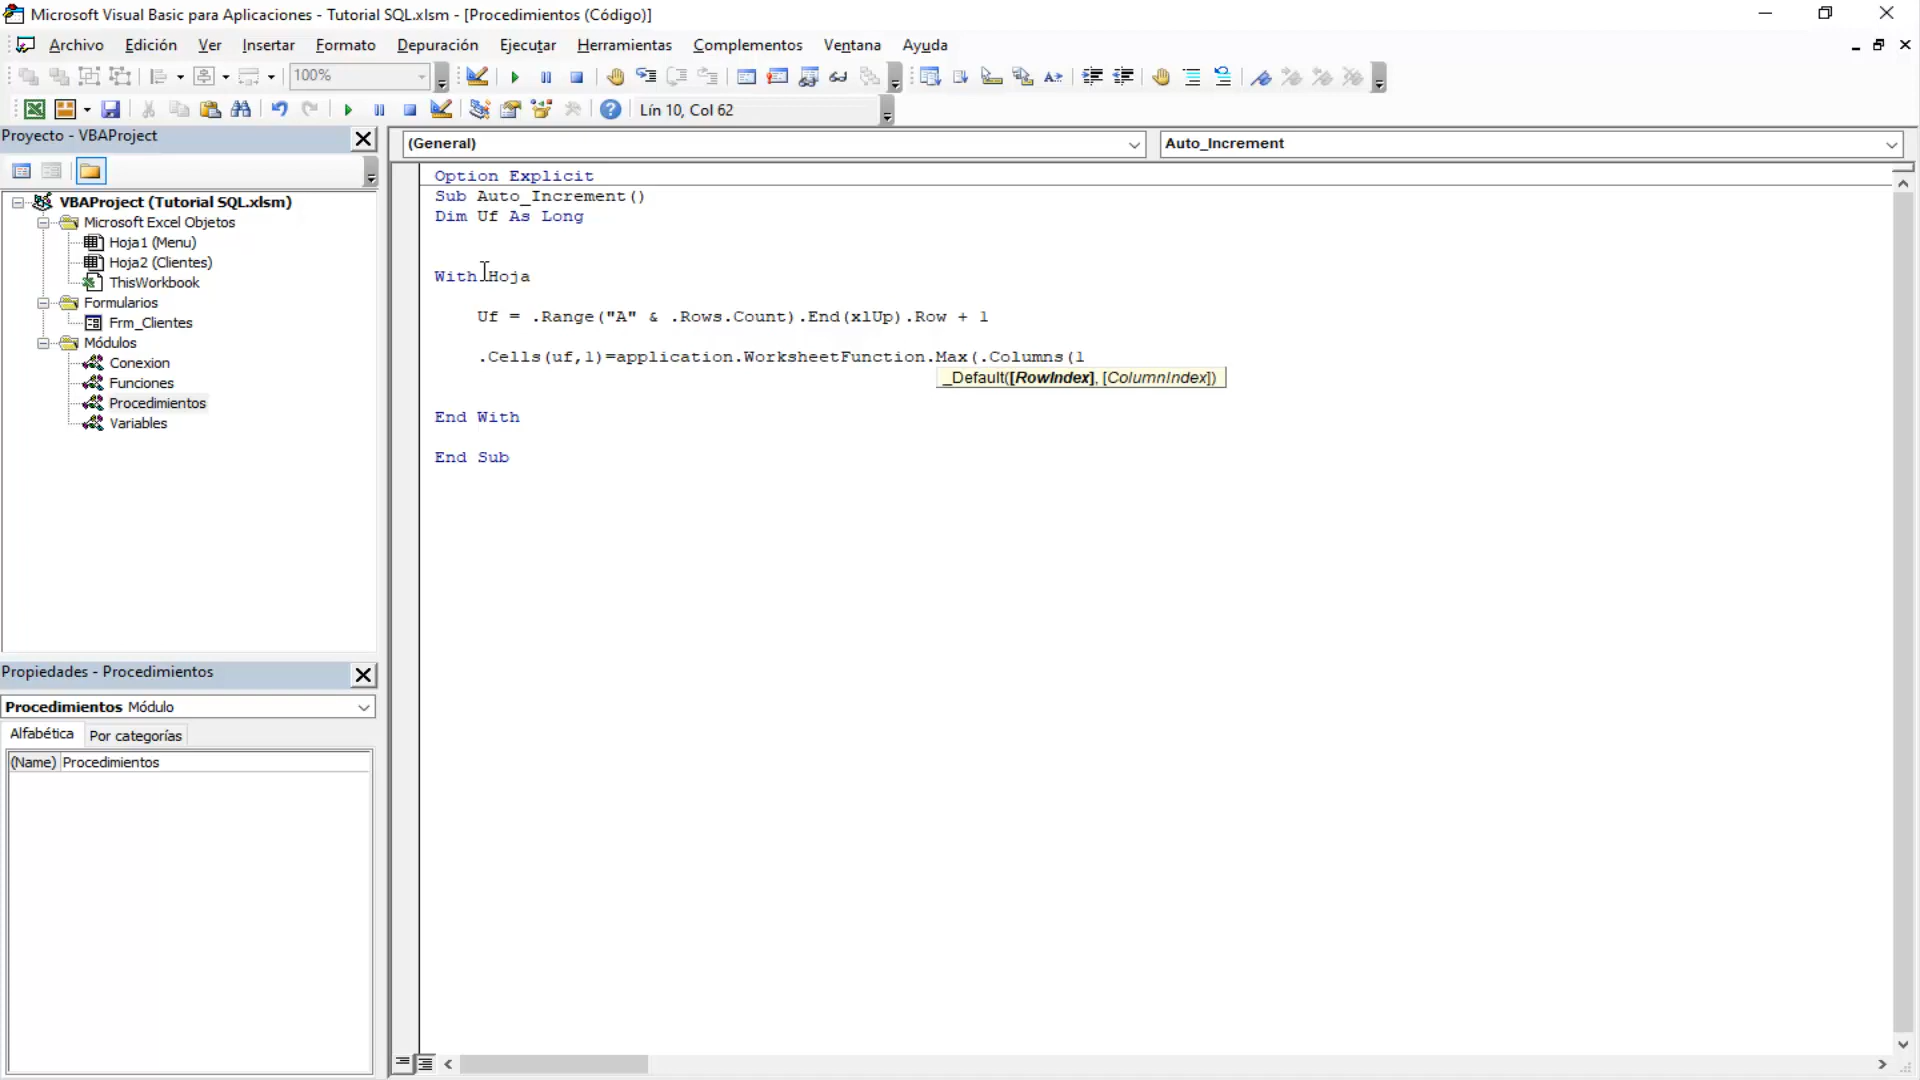 Microsoft Visual Basic para Aplicaciones - Tutorial SQL.xlsm - [Procedimientos (Código)]
Archivo Edición Ver Insertar Formato Depuración Ejecutar Herramientas Complementos Ventana Ayuda
100%
Lín 10, Col 62
Proyecto - VBAProject
VBAProject (Tutorial SQL.xlsm)
Microsoft Excel Objetos
Hoja1 (Menu)
Hoja2 (Clientes)
ThisWorkbook
Formularios
Frm_Clientes
Módulos
Conexion
Funciones
Procedimientos
Variables
Propiedades - Procedimientos
Procedimientos Módulo
Alfabética Por categorías
(Name) Procedimientos
(General) Auto_Increment
Option Explicit
Sub Auto_Increment()
Dim Uf As Long
With Hoja
Uf = .Range("A" & .Rows.Count).End(xlUp).Row + 1
.Cells(uf,1)=application.WorksheetFunction.Max(.Columns(1
_Default([RowIndex], [ColumnIndex])
End With
End Sub